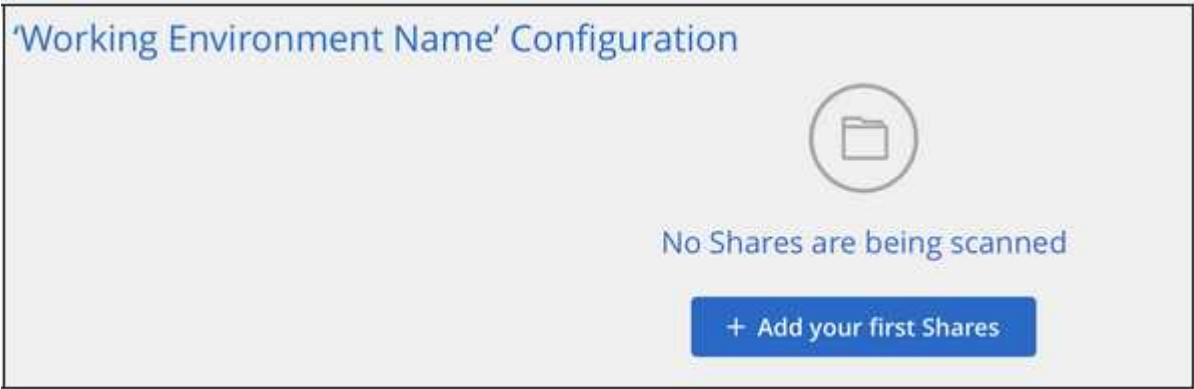 ‘Working Environment Name’ Configuration
No Shares are being scanned
+ Add your first Shares